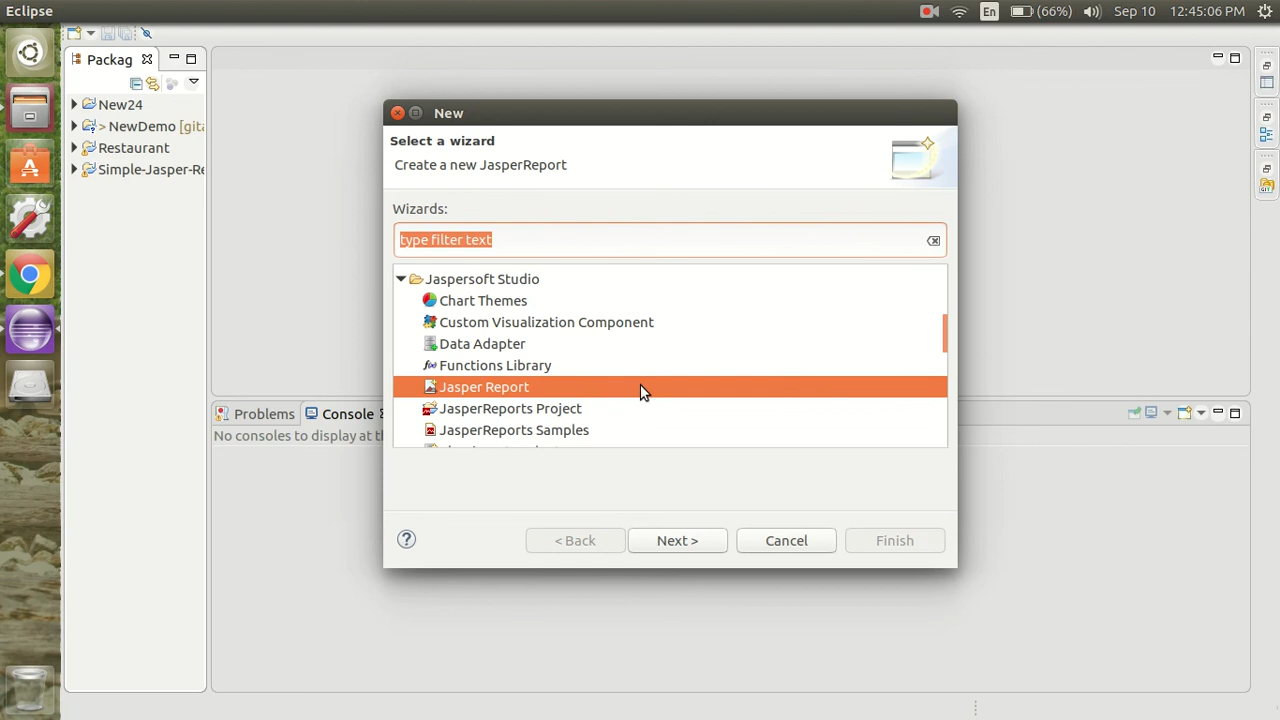 Eclipse
En
(66%)
Sep 10
12:45:06 PM
Packag
New24
> NewDemo [gita
Restaurant
Simple-Jasper-Re
New
Select a wizard
Create a new JasperReport
Wizards:
type filter text
Jaspersoft Studio
Chart Themes
Custom Visualization Component
Data Adapter
Functions Library
Jasper Report
JasperReports Project
JasperReports Samples
< Back
Next >
Cancel
Finish
Problems
Console
No consoles to display at th